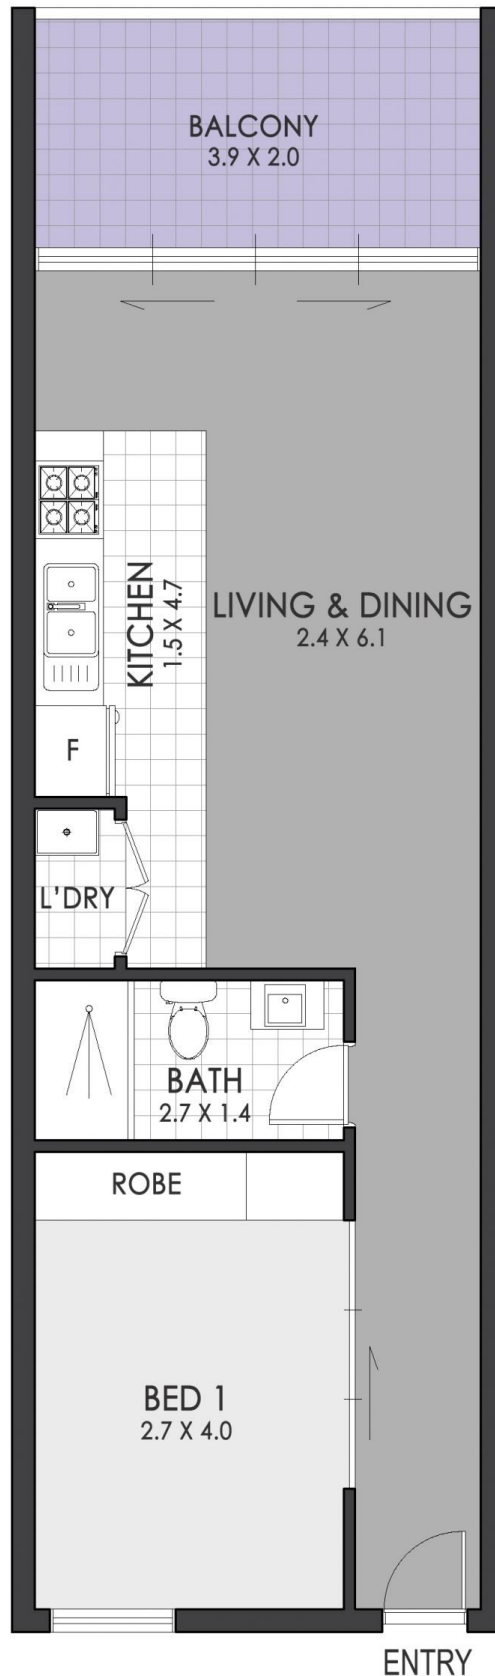 BALCONY
3.9 X 2.0
KITCHEN
1.5 X 4.7
LIVING & DINING
2.4 X 6.1
F
L'DRY
BATH
2.7 X 1.4
ROBE
BED 1
2.7 X 4.0
ENTRY